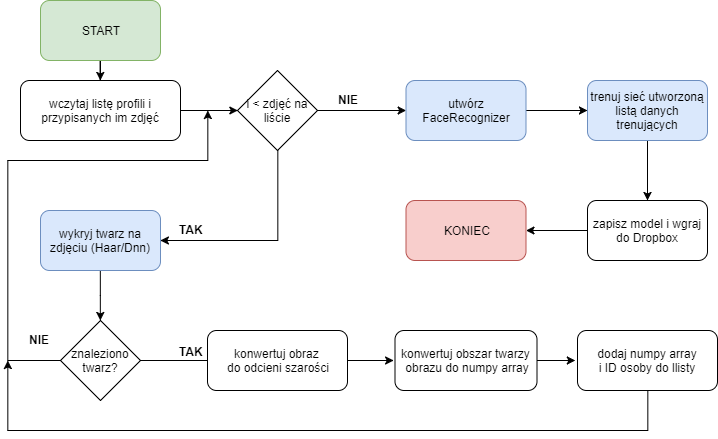 START
wczytaj listę profili i
przypisanych im zdjęć
I < zdjęć na
liście
NIE
utwórz
FaceRecognizer
trenuj sieć utworzoną
listą danych
trenujących
zapisz model i wgraj
do Dropbox
KONIEC
TAK
wykryj twarz na
zdjęciu (Haar/Dnn)
NIE
znaleziono
twarz?
TAK
konwertuj obraz
do odcieni szarości
konwertuj obszar twarzy
obrazu do numpy array
dodaj numpy array
i ID osoby do llisty